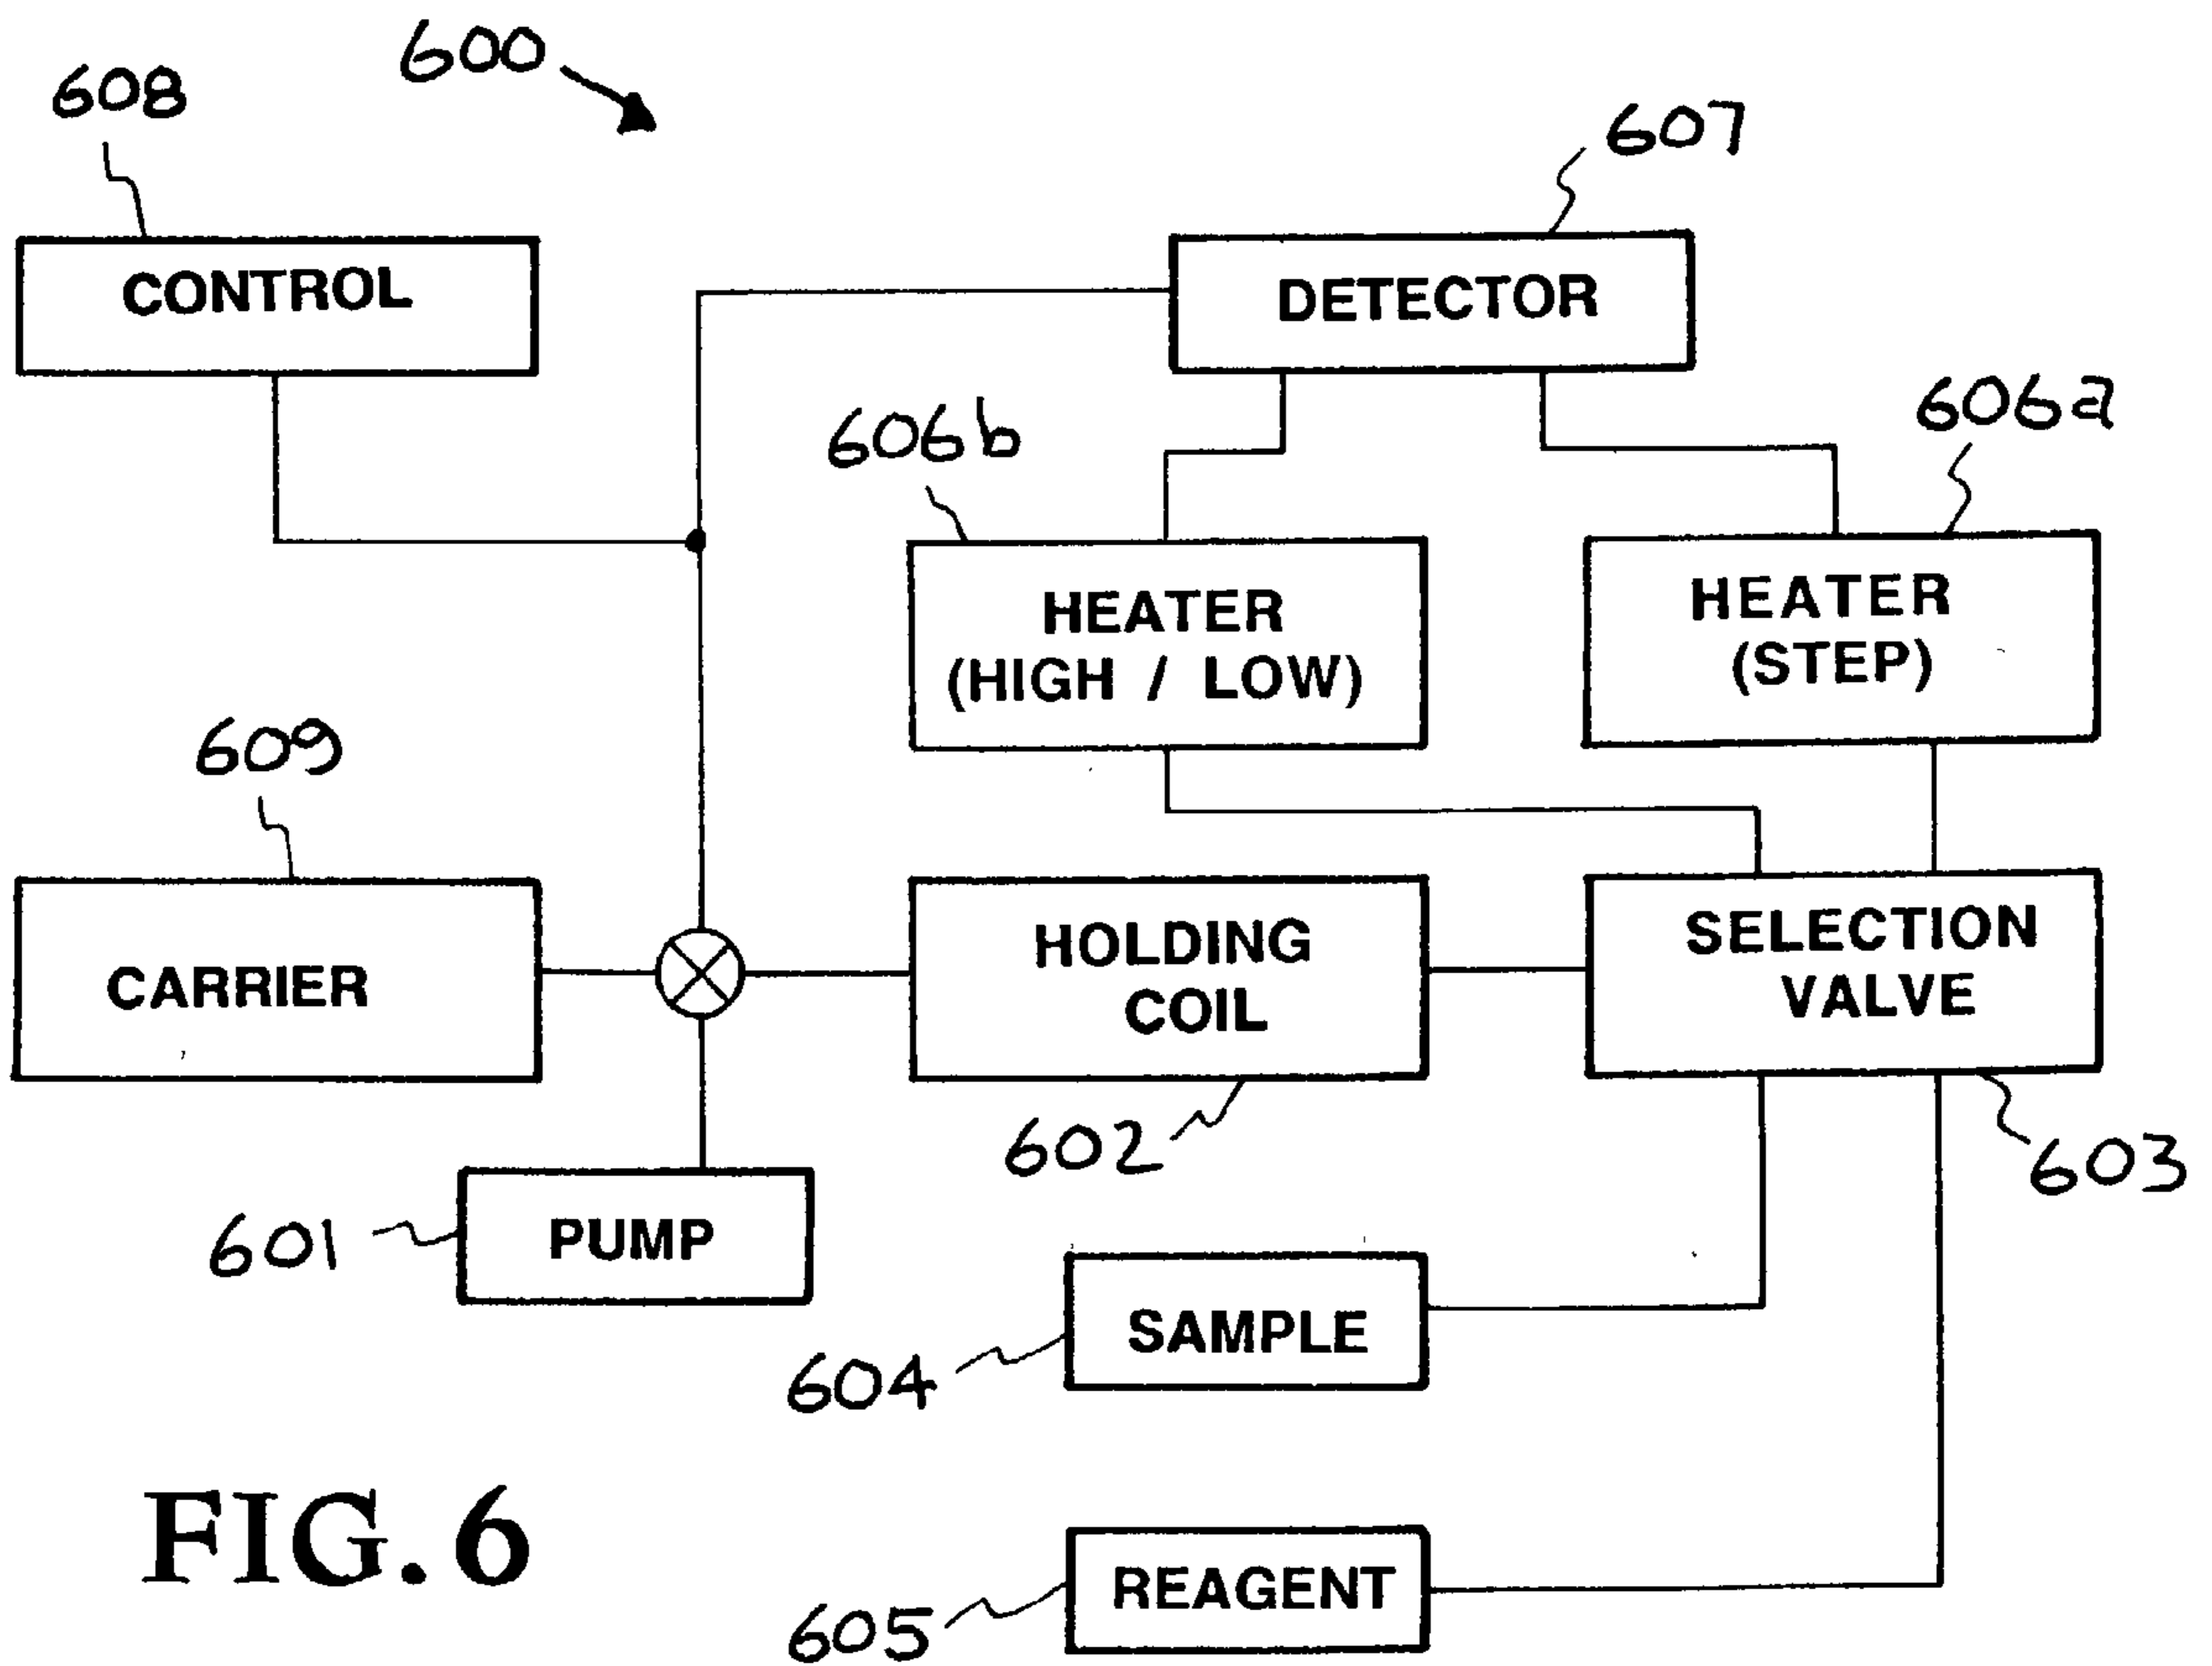 600
608
607
CONTROL
DETECTOR
606b
606a
HEATER
(HIGH / LOW)
HEATER
(STEP)
609
CARRIER
HOLDING
COIL
SELECTION
VALVE
602
603
601
PUMP
604
SAMPLE
605
REAGENT
FIG. 6